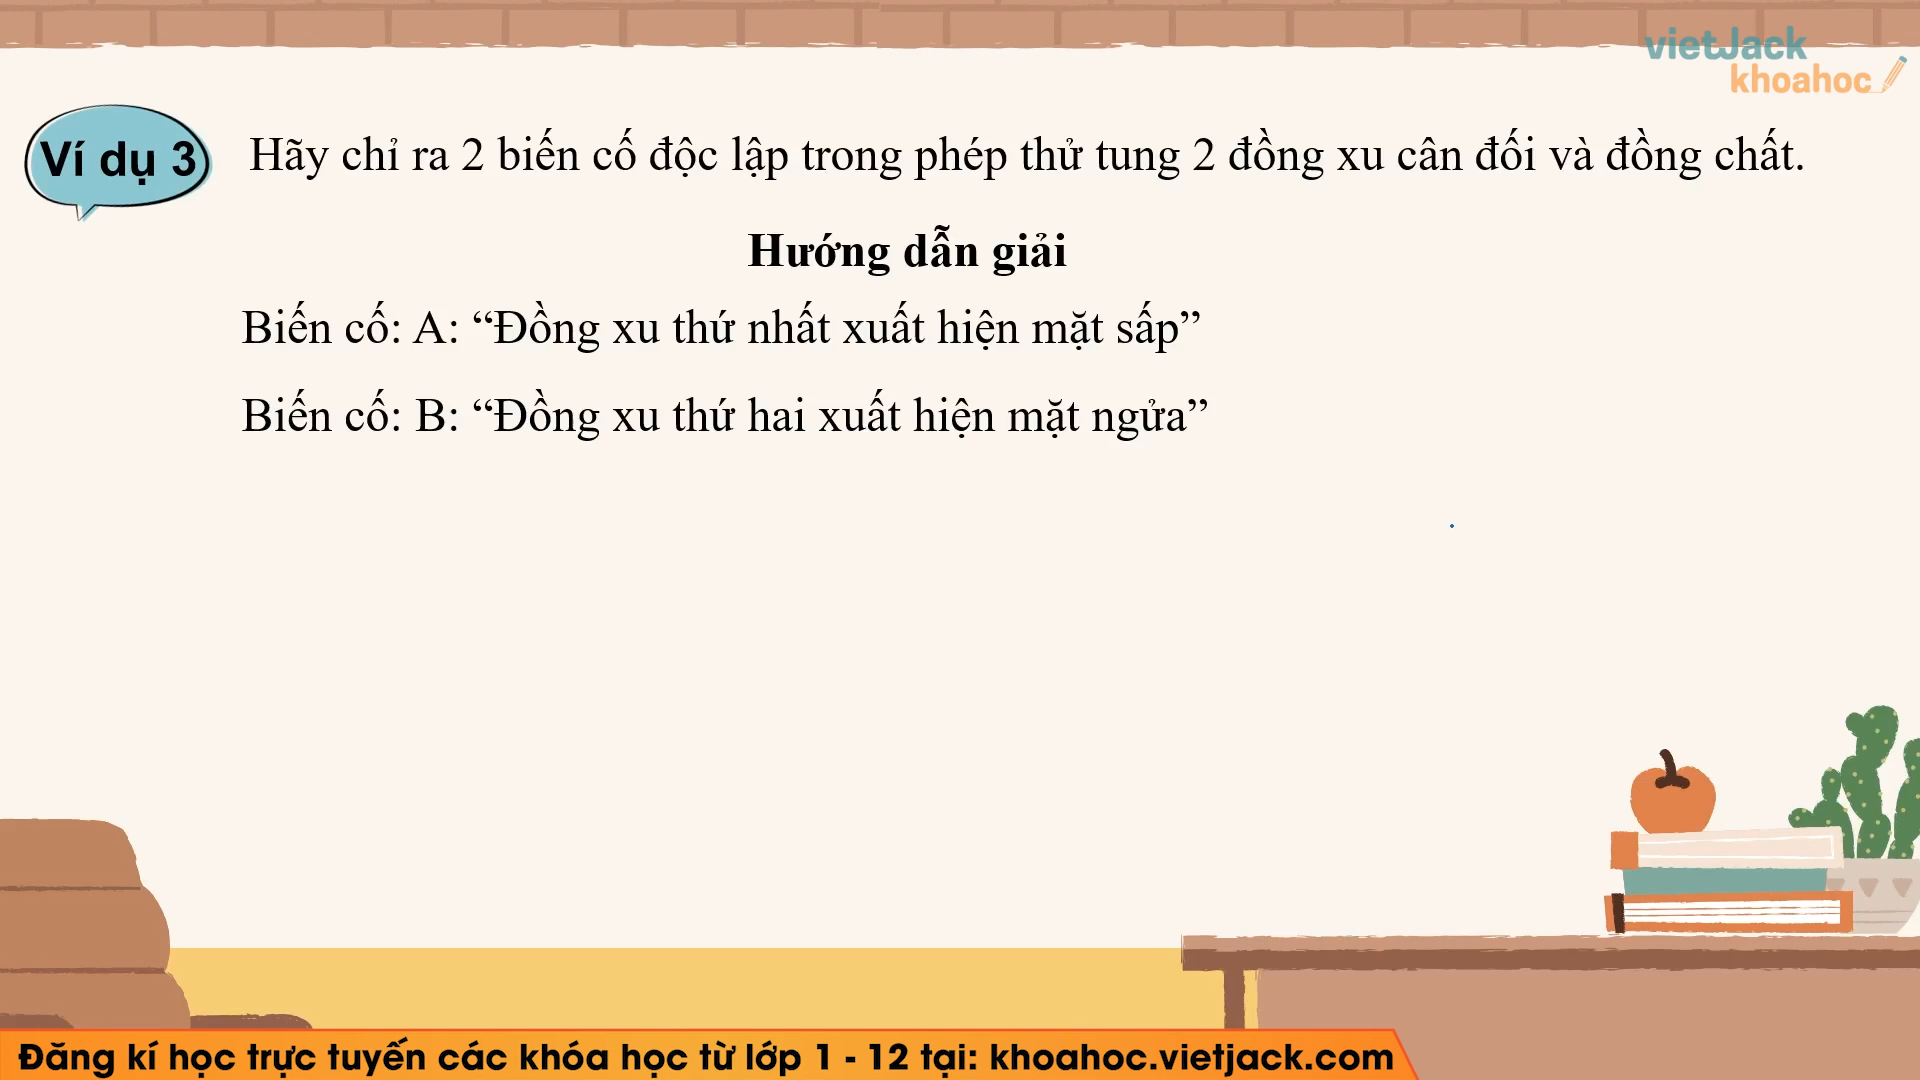 vietJack
khoahoc
Ví dụ 3
Hãy chỉ ra 2 biến cố độc lập trong phép thử tung 2 đồng xu cân đối và đồng chất.
Hướng dẫn giải
Biến cố: A: “Đồng xu thứ nhất xuất hiện mặt sấp”
Biến cố: B: “Đồng xu thứ hai xuất hiện mặt ngửa”
Đăng kí học trực tuyến các khóa học từ lớp 1 - 12 tại: khoahoc.vietjack.com